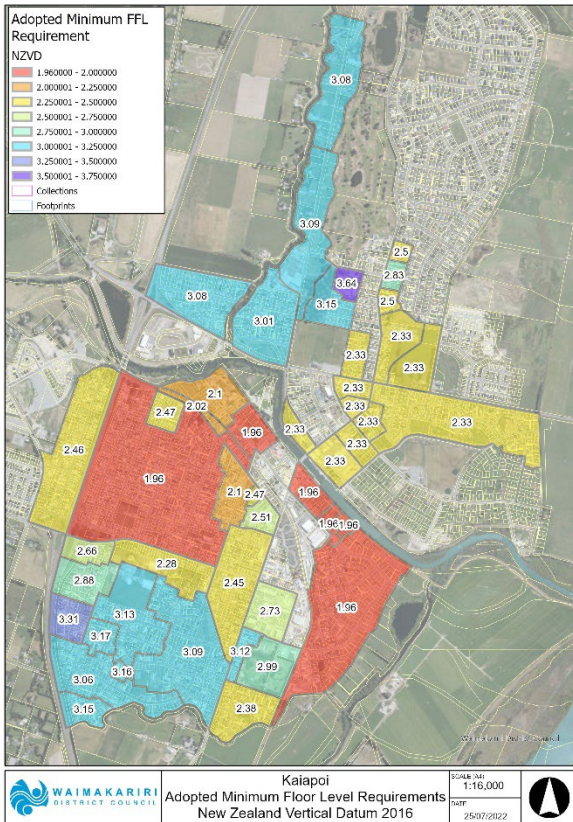 Adopted Minimum FFL
Requirement
NZVD
1.960000 - 2.000000
2.000001 - 2.250000
2.250001 - 2.500000
2.500001 - 2.750000
2.750001 - 3.000000
3.000001 - 3.250000
3.250001 - 3.500000
3.500001 - 3.750000
Collections
Footprints
3.08
3.09
2.5
2.83
3.64
3.08
3.15
2.5
3.01
2.33
2.33
2.33
2.33
2.1
2.02
2.47
2.33
2.33
1.96
2.33
2.33
2.33
2.46
2.33
1.96
2.1
2.47
1.96
2.51
1.96
1.96
2.66
2.28
2.88
2.45
1.96
3.13
2.73
3.31
3.17
3.09
3.12
3.16
2.99
3.06
3.15
2.38
WAIMAKARIRI
DISTRICT COUNCIL
Kaiapoi
Adopted Minimum Floor Level Requirements
New Zealand Vertical Datum 2016
SCALE (A4)
1:16,000
DATE
25/07/2022